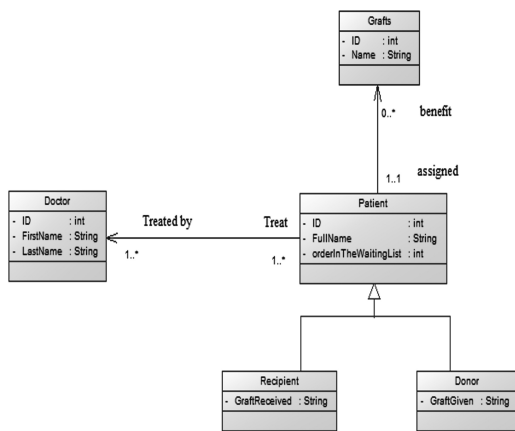 Grafts
- ID : int
- Name : String
0..*
benefit
assigned
1..1
Doctor
- ID : int
- FirstName : String
- LastName : String
Treated by
Treat
1..*
1..*
Patient
- ID : int
- FullName : String
- orderInTheWaitingList : int
Recipient
- GraftReceived : String
Donor
- GraftGiven : String